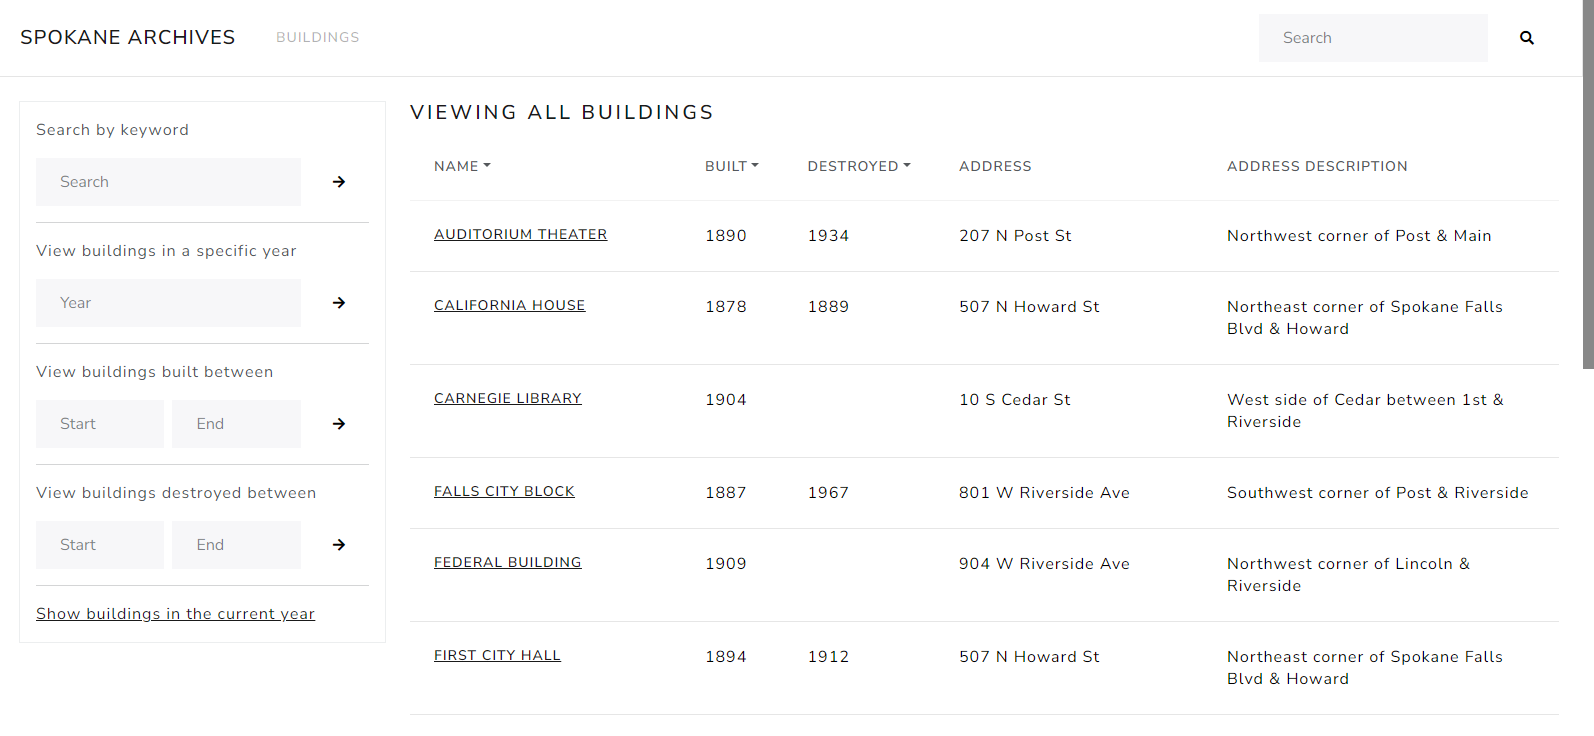 SPOKANE ARCHIVES BUILDINGS Search
Search by keyword
Search
View buildings in a specific year
Year
View buildings built between
Start End
View buildings destroyed between
Start End
Show buildings in the current year
VIEWING ALL BUILDINGS
NAME BUILT DESTROYED ADDRESS ADDRESS DESCRIPTION
AUDITORIUM THEATER 1890 1934 207 N Post St Northwest corner of Post & Main
CALIFORNIA HOUSE 1878 1889 507 N Howard St Northeast corner of Spokane Falls
Blvd & Howard
CARNEGIE LIBRARY 1904 10 S Cedar St West side of Cedar between 1st &
Riverside
FALLS CITY BLOCK 1887 1967 801 W Riverside Ave Southwest corner of Post & Riverside
FEDERAL BUILDING 1909 904 W Riverside Ave Northwest corner of Lincoln &
Riverside
FIRST CITY HALL 1894 1912 507 N Howard St Northeast corner of Spokane Falls
Blvd & Howard